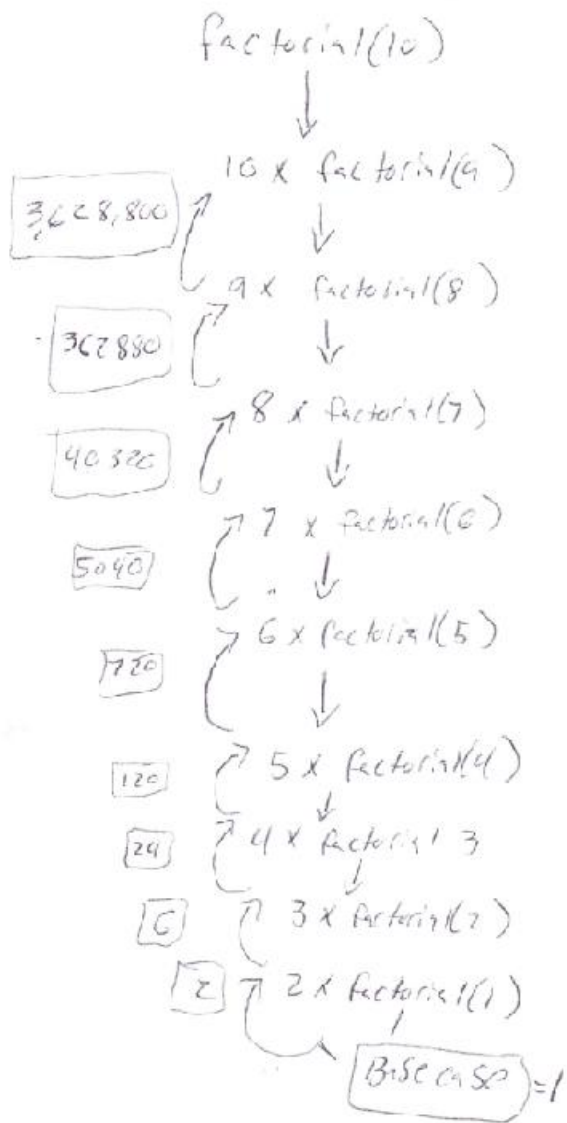 factorial(10)
10 x factorial(9)
3,628,800
9 x factorial(8)
362880
8 x factorial(7)
40320
7 x factorial(6)
5040
6 x factorial(5)
720
5 x factorial(4)
120
4 x factorial 3
24
3 x factorial(2)
6
2 x factorial(1)
2
Base case =1